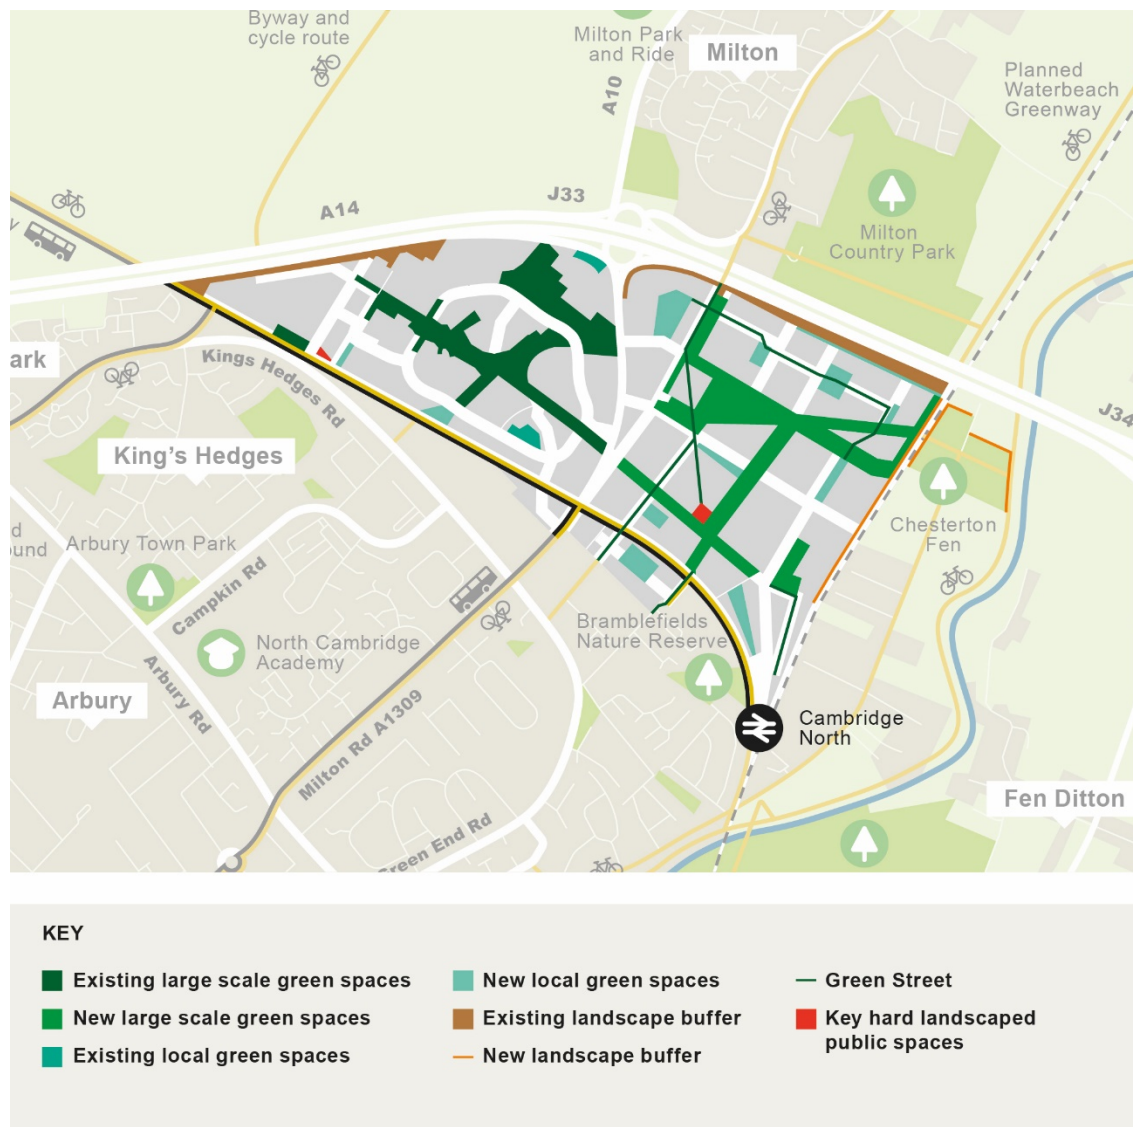 Byway and
cycle route
Milton Park
and Ride
Milton
Planned
Waterbeach
Greenway
A10
J33
A14
Milton
Country Park
ark
Kings Hedges Rd
J34
King's Hedges
Chesterton
Fen
Arbury Town Park
Campkin Rd
North Cambridge
Academy
Bramblefields
Nature Reserve
Arbury
Arbury Rd
Milton Rd A1309
Cambridge
North
Fen Ditton
Green End Rd
KEY
Existing large scale green spaces
New large scale green spaces
Existing local green spaces
New local green spaces
Existing landscape buffer
New landscape buffer
Green Street
Key hard landscaped
public spaces